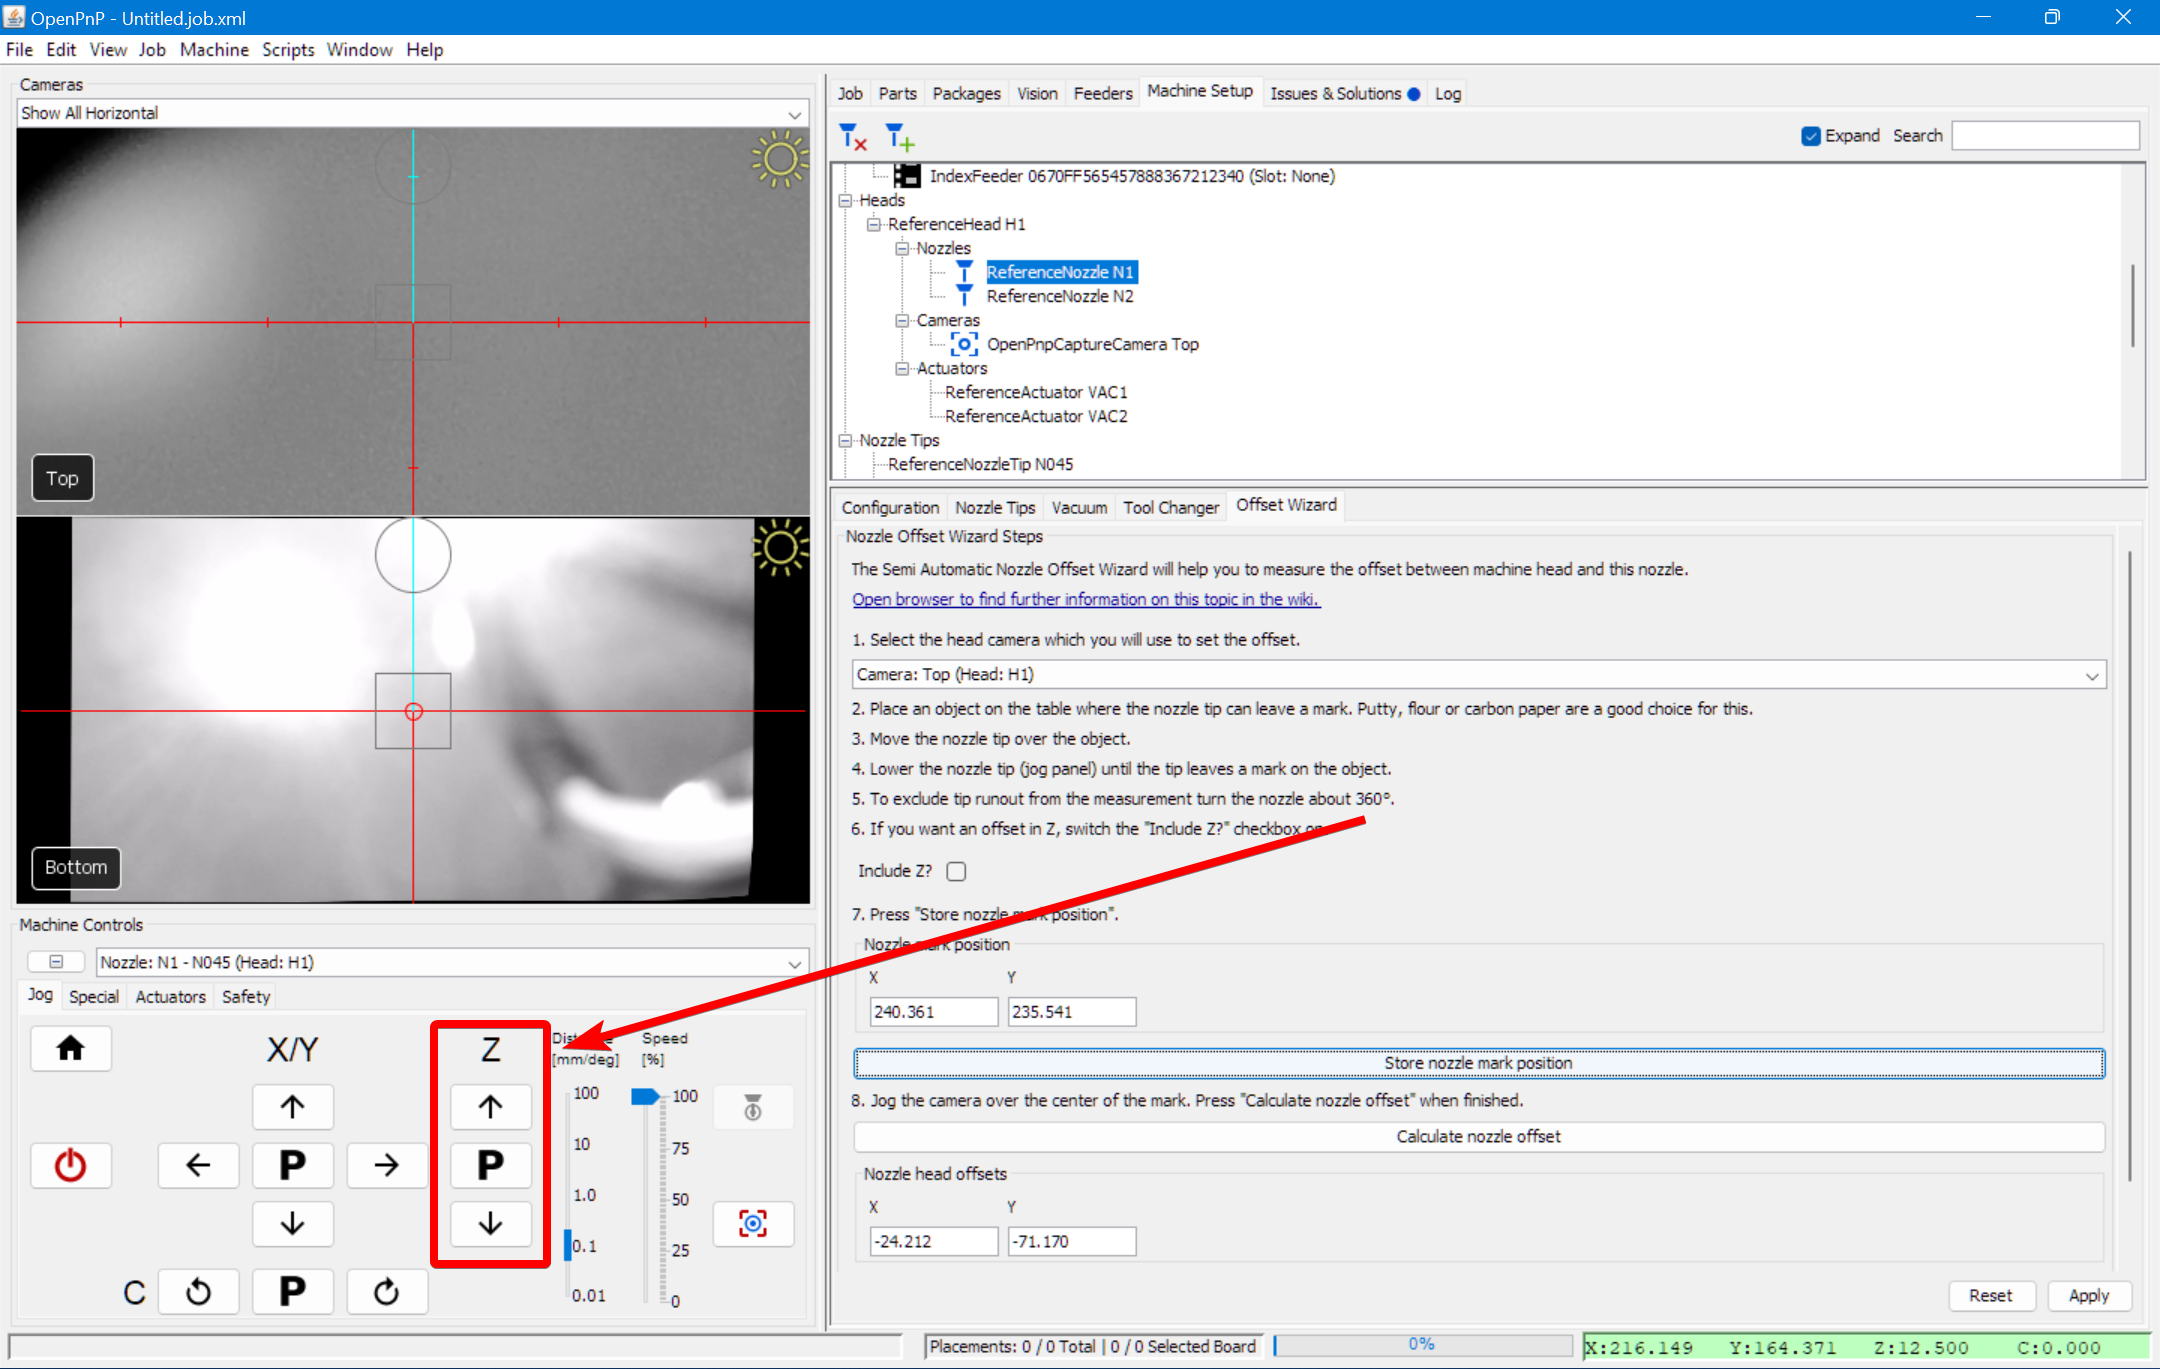 OpenPnP - Untitled.job.xml
File Edit View Job Machine Scripts Window Help
Cameras
Show All Horizontal
Top
Bottom
Machine Controls
Nozzle: N1 - N045 (Head: H1)
Jog Special Actuators Safety
X/Y
Z
[mm/deg]
Speed
[%]
P
P
100
10
1.0
0.1
0.01
100
75
50
25
0
C
P
Job Parts Packages Vision Feeders Machine Setup Issues & Solutions Log
Expand Search
IndexFeeder 0670FF565457888367212340 (Slot: None)
Heads
ReferenceHead H1
Nozzles
ReferenceNozzle N1
ReferenceNozzle N2
Cameras
OpenPnpCaptureCamera Top
Actuators
ReferenceActuator VAC1
ReferenceActuator VAC2
Nozzle Tips
ReferenceNozzleTip N045
Configuration Nozzle Tips Vacuum Tool Changer Offset Wizard
Nozzle Offset Wizard Steps
The Semi Automatic Nozzle Offset Wizard will help you to measure the offset between machine head and this nozzle.
Open browser to find further information on this topic in the wiki.
1. Select the head camera which you will use to set the offset.
Camera: Top (Head: H1)
2. Place an object on the table where the nozzle tip can leave a mark. Putty, flour or carbon paper are a good choice for this.
3. Move the nozzle tip over the object.
4. Lower the nozzle tip (jog panel) until the tip leaves a mark on the object.
5. To exclude tip runout from the measurement turn the nozzle about 360°.
6. If you want an offset in Z, switch the "Include Z?" checkbox on.
Include Z?
7. Press "Store nozzle mark position".
Nozzle mark position
X Y
240.361 235.541
Store nozzle mark position
8. Jog the camera over the center of the mark. Press "Calculate nozzle offset" when finished.
Calculate nozzle offset
Nozzle head offsets
X Y
-24.212 -71.170
Reset Apply
Placements: 0 / 0 Total | 0 / 0 Selected Board
0%
X:216.149 Y:164.371 Z:12.500 C:0.000